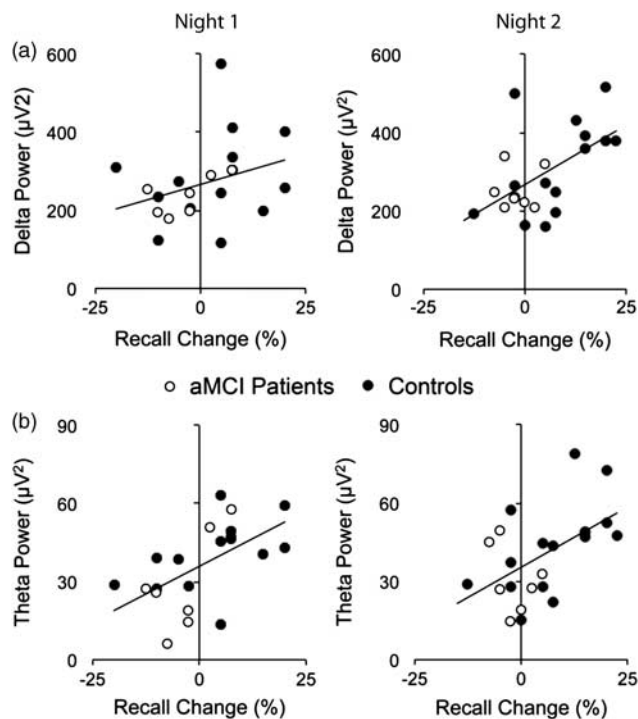 Night 1 Night 2
(a)
Delta Power (µV2) Delta Power (µV²)
600 600
400 400
200 200
0 0
-25 0 25 -25 0 25
Recall Change (%) Recall Change (%)
○ aMCI Patients ● Controls
(b)
Theta Power (µV²) Theta Power (µV²)
90 90
60 60
30 30
0 0
-25 0 25 -25 0 25
Recall Change (%) Recall Change (%)